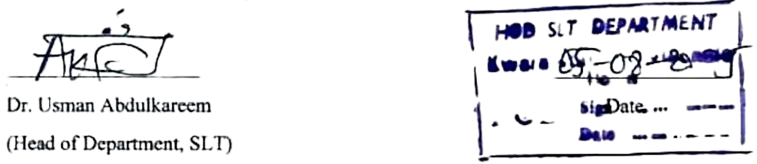 HOD SLT DEPARTMENT
Kwara
Dr. Usman Abdulkareem
Date ...
(Head of Department, SLT)
Date